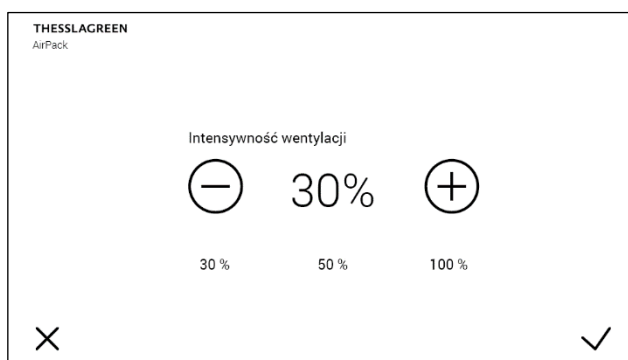 THESSLAGREEN
AirPack
Intensywność wentylacji
30%
30 % 50 % 100 %